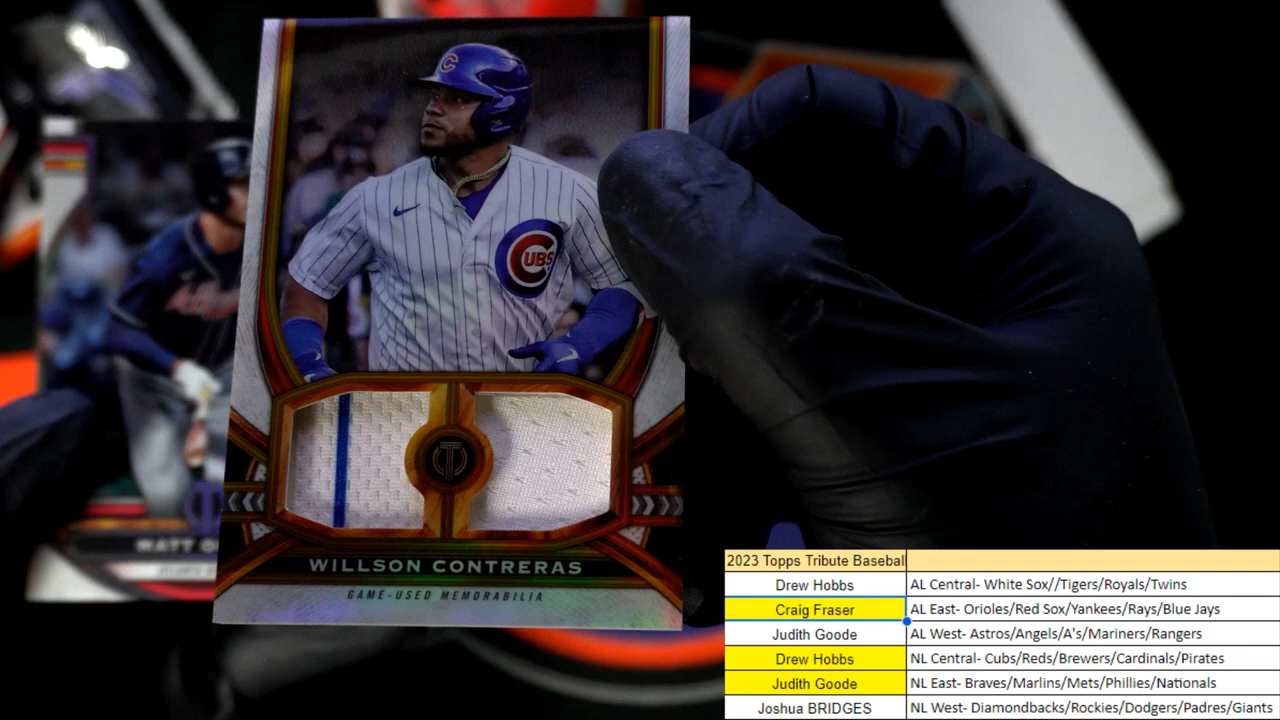 C
CUBS
WILLSON CONTRERAS
GAME-USED MEMORABILIA
MATT
2023 Topps Tribute Basebal
Drew Hobbs AL Central- White Sox//Tigers/Royals/Twins
Craig Fraser AL East- Orioles/Red Sox/Yankees/Rays/Blue Jays
Judith Goode AL West- Astros/Angels/A's/Mariners/Rangers
Drew Hobbs NL Central- Cubs/Reds/Brewers/Cardinals/Pirates
Judith Goode NL East- Braves/Marlins/Mets/Phillies/Nationals
Joshua BRIDGES NL West- Diamondbacks/Rockies/Dodgers/Padres/Giants